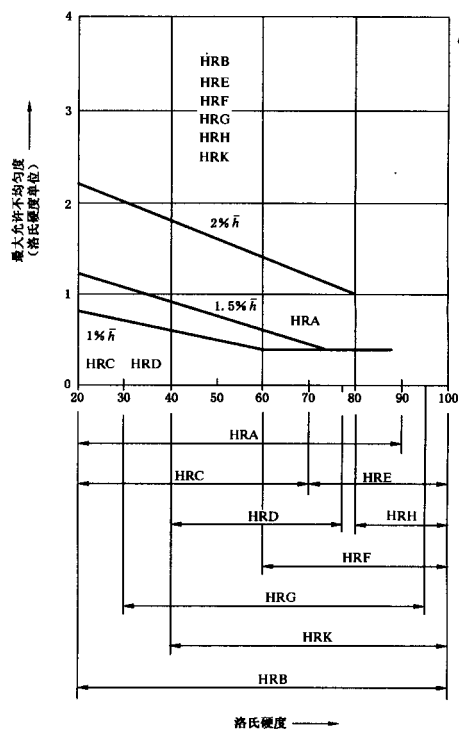 最大允许不均匀度
(洛氏硬度单位)
4
3
2
1
0
HRB
HRE
HRF
HRG
HRH
HRK
2% h̄
1.5% h̄
HRA
1% h̄
HRC HRD
20 30 40 50 60 70 80 90 100
HRA
HRC HRE
HRD HRH
HRF
HRG
HRK
HRB
洛氏硬度